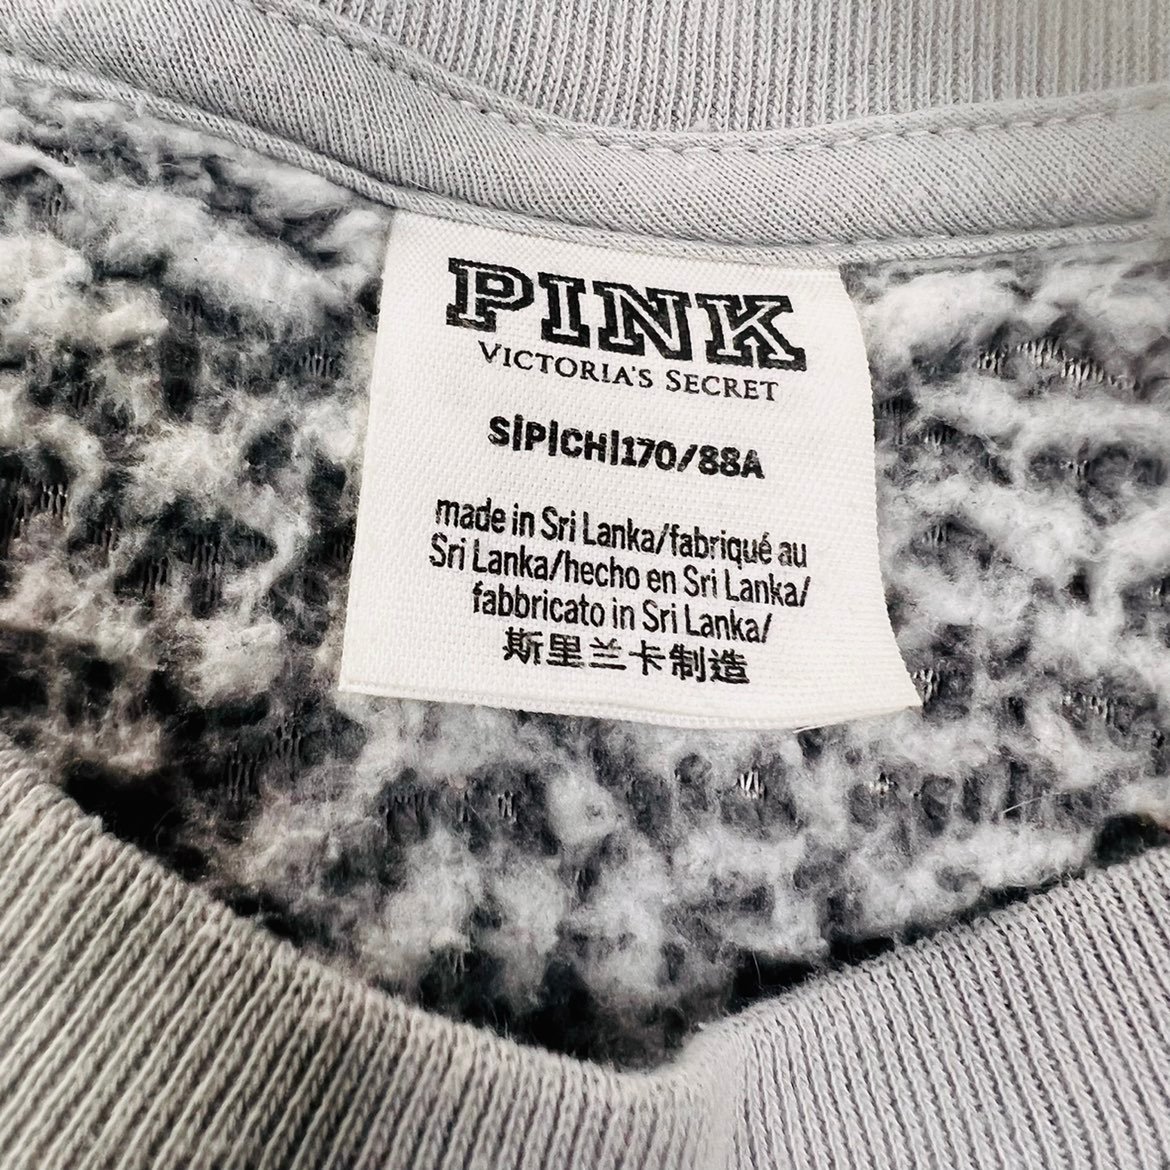 PINK
VICTORIA'S SECRET
S|P|CH|170/88A
made in Sri Lanka/fabriqué au
Sri Lanka/hecho en Sri Lanka/
fabbricato in Sri Lanka/
斯里兰卡制造